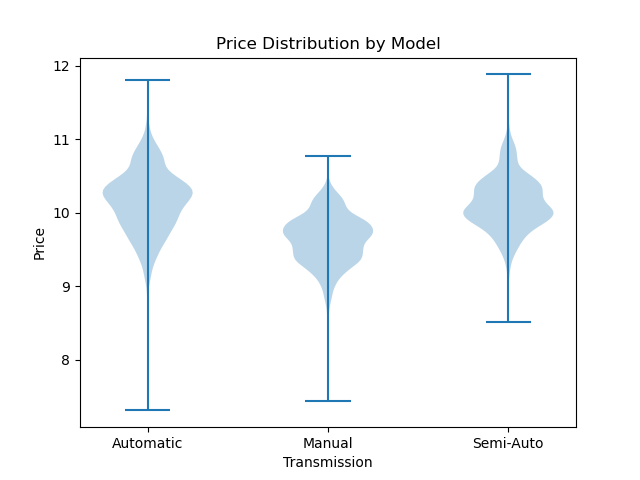 Price Distribution by Model
12
11
10
9
8
Price
Automatic
Manual
Semi-Auto
Transmission